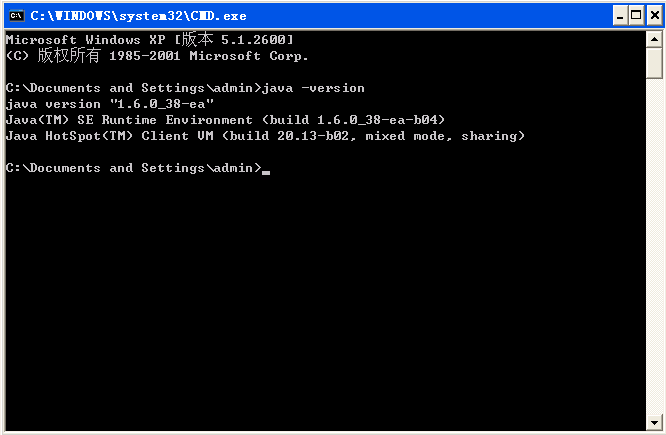 C:\WINDOWS\system32\CMD.exe
Microsoft Windows XP [版本 5.1.2600]
(C) 版权所有 1985-2001 Microsoft Corp.
C:\Documents and Settings\admin>java -version
java version "1.6.0_38-ea"
Java(TM) SE Runtime Environment (build 1.6.0_38-ea-b04)
Java HotSpot(TM) Client VM (build 20.13-b02, mixed mode, sharing)
C:\Documents and Settings\admin>_